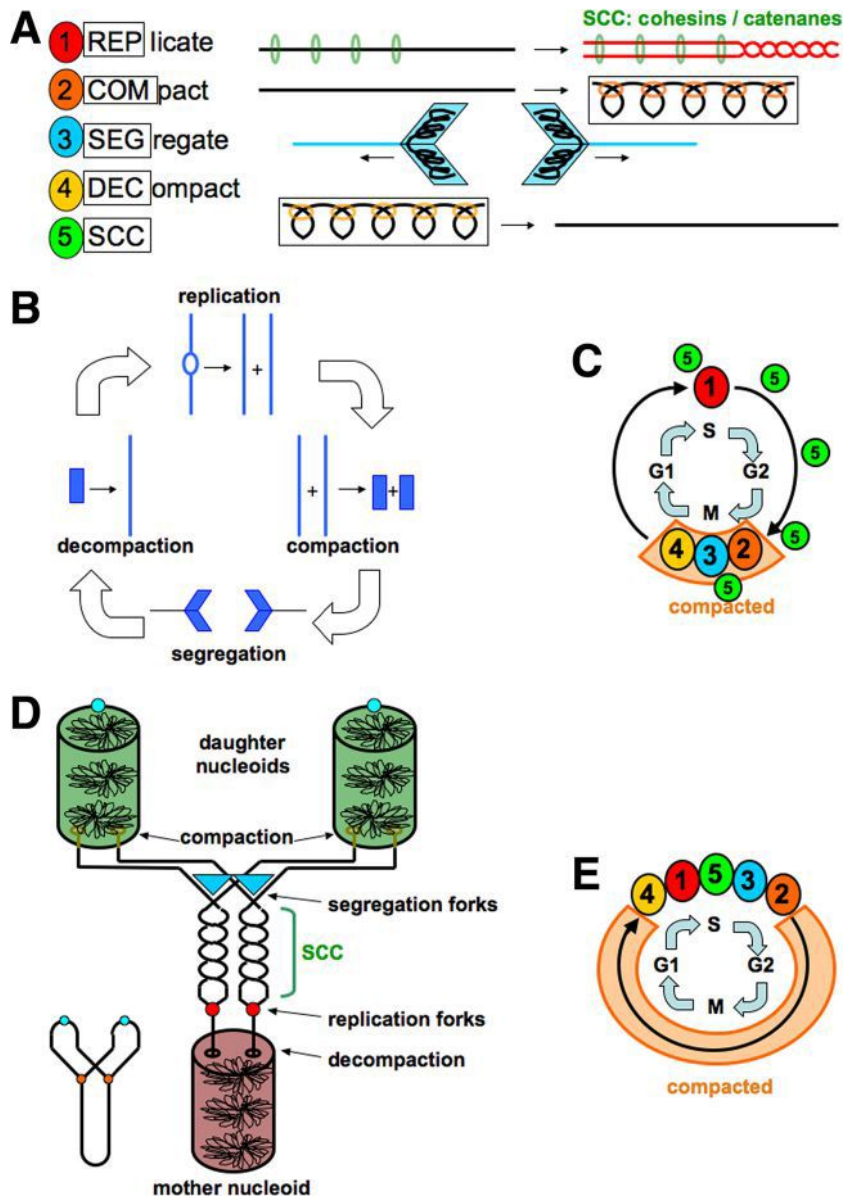 A
SCC: cohesins / catenanes
1 REP licate
2 COM pact
3 SEG regate
4 DEC ompact
5 SCC
B
replication
+
+
+
decompaction
compaction
segregation
C
5
1
5
S
5
G1
G2
M
5
4
3
2
5
compacted
D
daughter
nucleoids
compaction
segregation forks
SCC
replication forks
decompaction
mother nucleoid
E
4
1
5
3
2
S
G1
G2
M
compacted